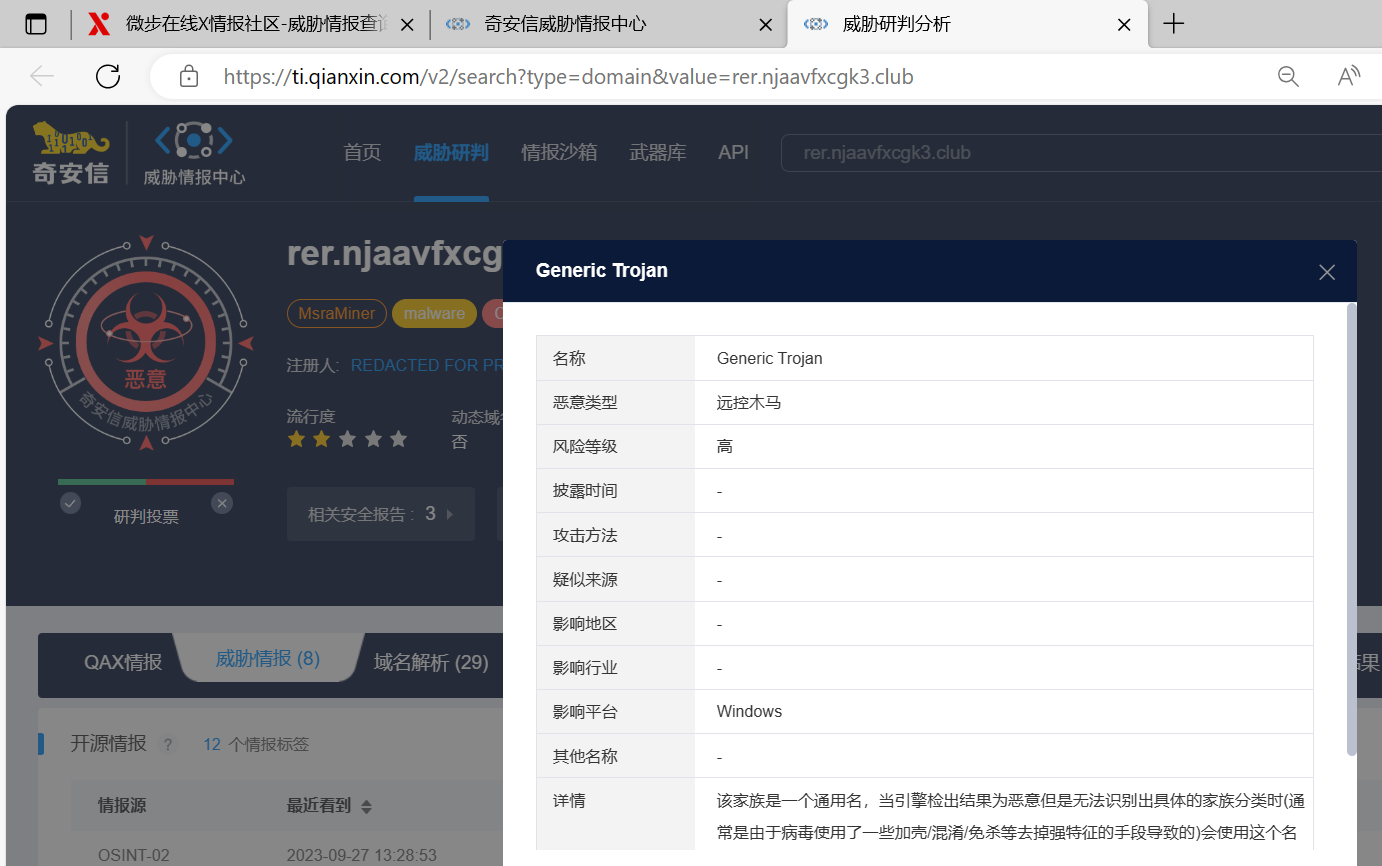 微步在线X情报社区-威胁情报查询
奇安信威胁情报中心
威胁研判分析
https://ti.qianxin.com/v2/search?type=domain&value=rer.njaavfxcgk3.club
奇安信
威胁情报中心
首页
威胁研判
情报沙箱
武器库
API
rer.njaavfxcgk3.club
恶意
奇安信威胁情报中心
研判投票
rer.njaavfxcg
MsraMiner
malware
C
注册人:
REDACTED FOR PR
流行度
动态域
否
相关安全报告 : 3
QAX情报
威胁情报 (8)
域名解析 (29)
结果
开源情报 ?
12 个情报标签
情报源
最近看到
OSINT-02
2023-09-27 13:28:53
Generic Trojan
名称
Generic Trojan
恶意类型
远控木马
风险等级
高
披露时间
-
攻击方法
-
疑似来源
-
影响地区
-
影响行业
-
影响平台
Windows
其他名称
-
详情
该家族是一个通用名，当引擎检出结果为恶意但是无法识别出具体的家族分类时(通
常是由于病毒使用了一些加壳/混淆/免杀等去掉强特征的手段导致的)会使用这个名